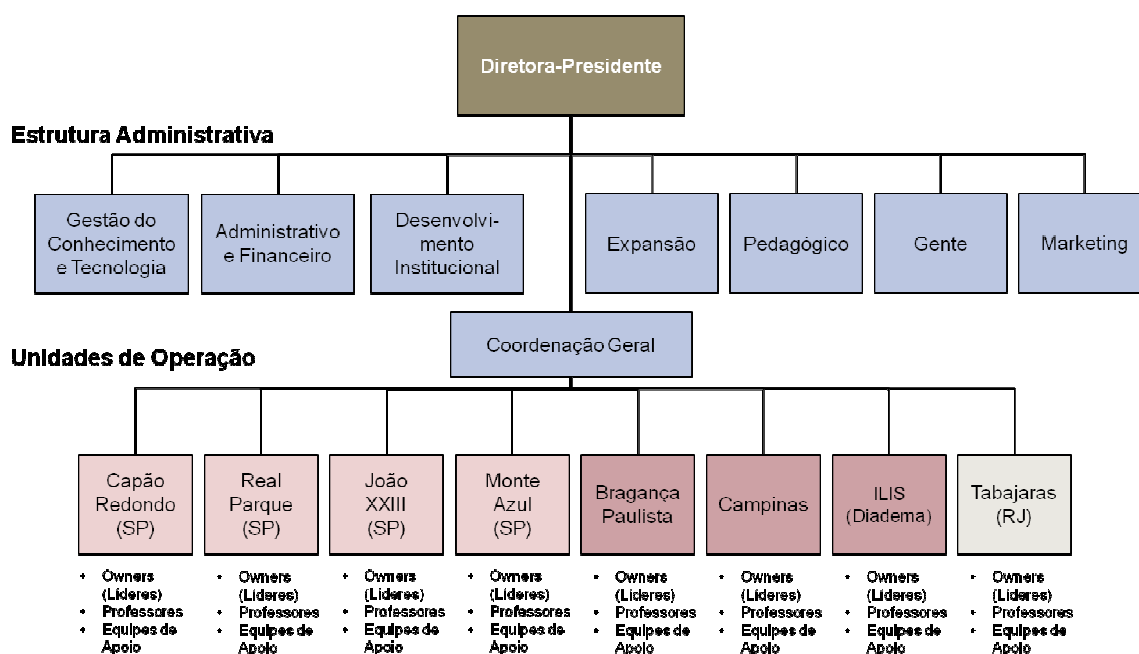 Diretora-Presidente
Estrutura Administrativa
Gestão do
Conhecimento
e Tecnologia
Administrativo
e Financeiro
Desenvolvi-
mento
Institucional
Expansão
Pedagógico
Gente
Marketing
Coordenação Geral
Unidades de Operação
Capão
Redondo
(SP)
Real
Parque
(SP)
João
XXIII
(SP)
Monte
Azul
(SP)
Bragança
Paulista
Campinas
ILIS
(Diadema)
Tabajaras
(RJ)
• Owners
(Líderes)
• Professores
• Equipes de
Apoio
• Owners
(Líderes)
• Professores
• Equipes de
Apoio
• Owners
(Líderes)
• Professores
• Equipes de
Apoio
• Owners
(Líderes)
• Professores
• Equipes de
Apoio
• Owners
(Líderes)
• Professores
• Equipes de
Apoio
• Owners
(Líderes)
• Professores
• Equipes de
Apoio
• Owners
(Líderes)
• Professores
• Equipes de
Apoio
• Owners
(Líderes)
• Professores
• Equipes de
Apoio